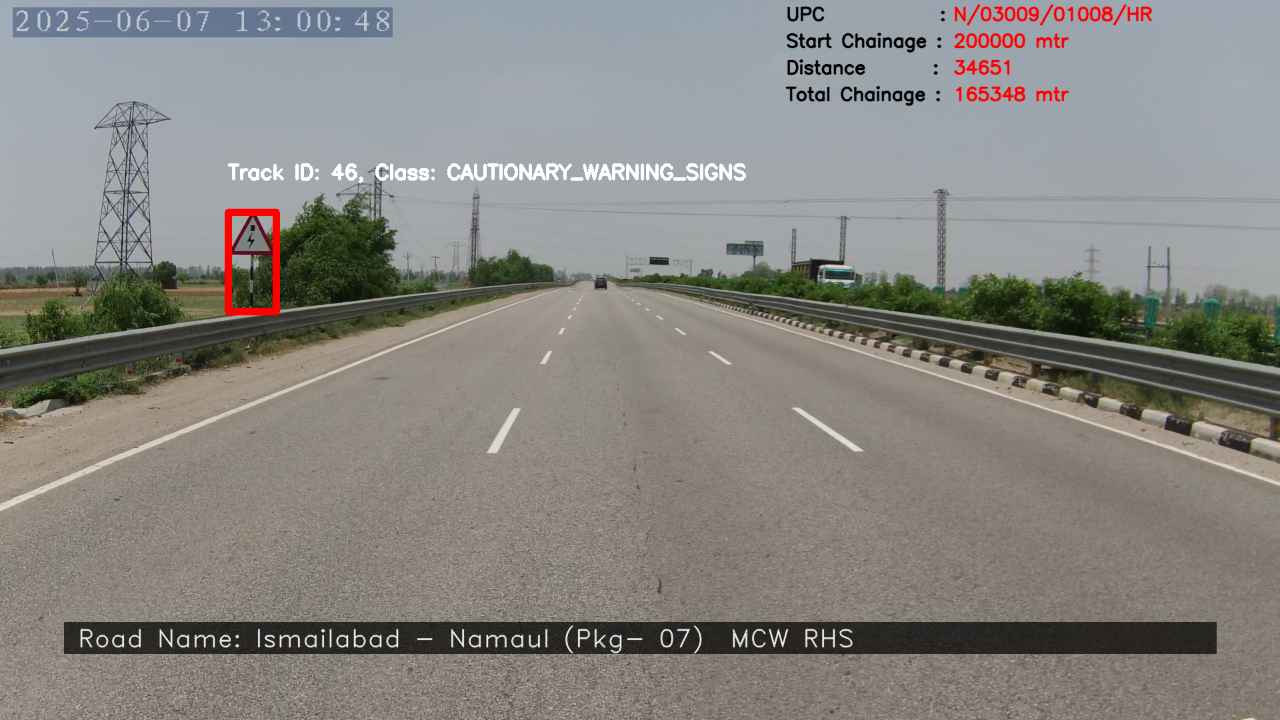 2025-06-07 13:00:48
UPC : N/03009/01008/HR
Start Chainage : 200000 mtr
Distance : 34651
Total Chainage : 165348 mtr
Track ID: 46, Class: CAUTIONARY_WARNING_SIGNS
Road Name: Ismailabad - Namaul (Pkg- 07) MCW RHS